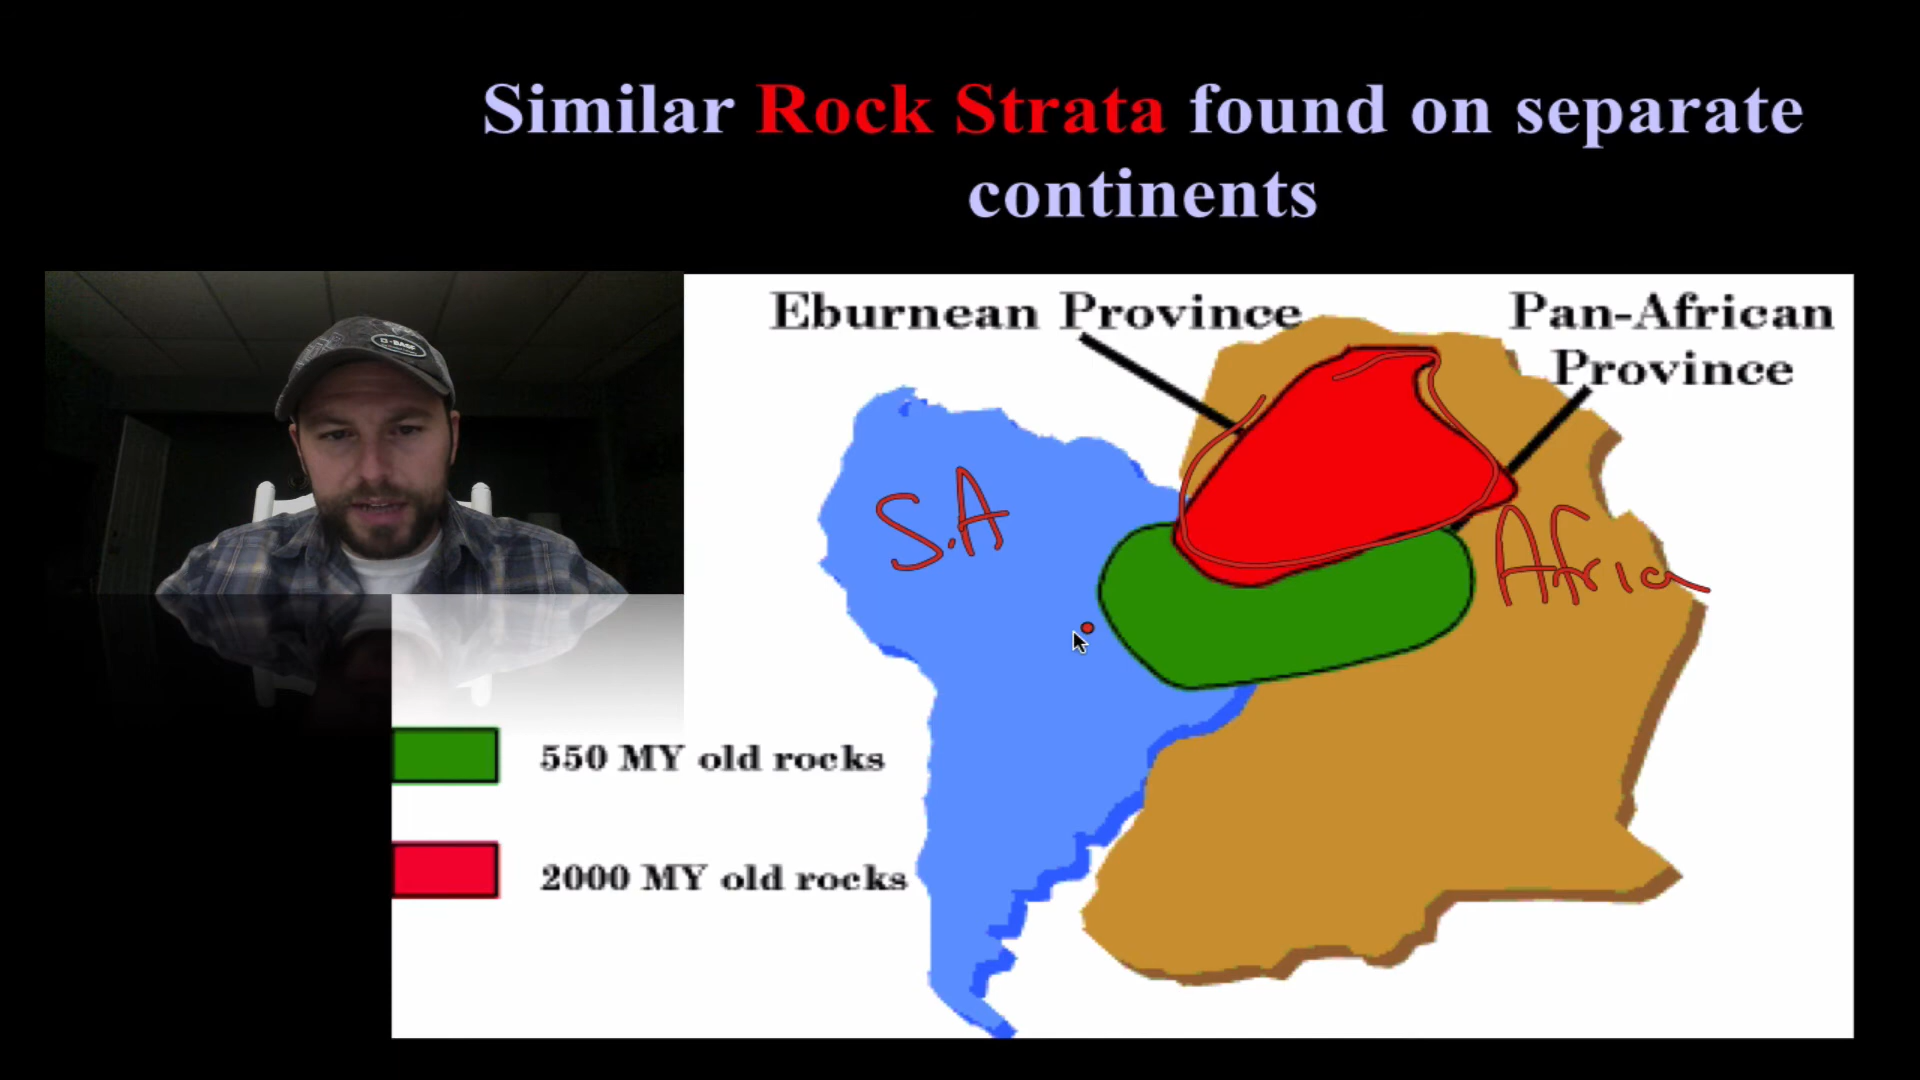 Similar Rock Strata found on separate
continents
Eburnean Province
Pan-African
Province
BASF
S.A
Africa
550 MY old rocks
2000 MY old rocks